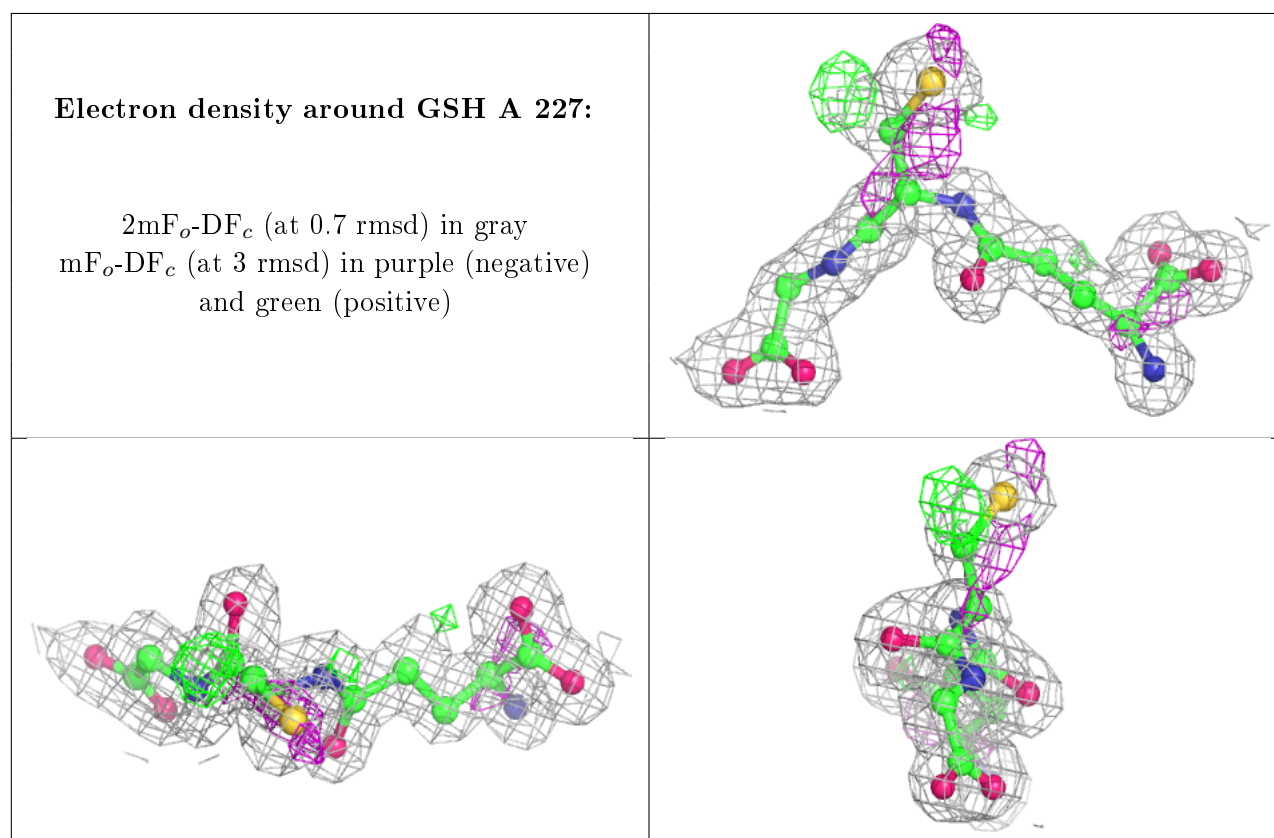 Electron density around GSH A 227:
2mFₒ-DF𝒸 (at 0.7 rmsd) in gray
mFₒ-DF𝒸 (at 3 rmsd) in purple (negative)
and green (positive)